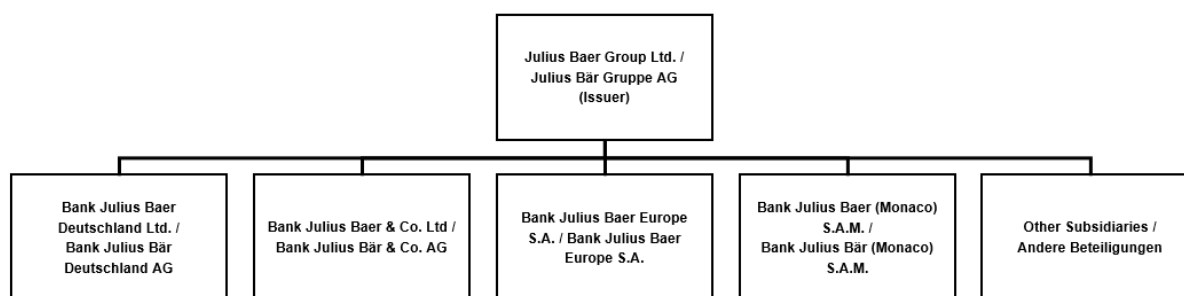 Julius Baer Group Ltd. /
Julius Bär Gruppe AG
(Issuer)
Bank Julius Baer
Deutschland Ltd. /
Bank Julius Bär
Deutschland AG
Bank Julius Baer & Co. Ltd /
Bank Julius Bär & Co. AG
Bank Julius Baer Europe
S.A. / Bank Julius Baer
Europe S.A.
Bank Julius Baer (Monaco)
S.A.M. /
Bank Julius Bär (Monaco)
S.A.M.
Other Subsidiaries /
Andere Beteiligungen